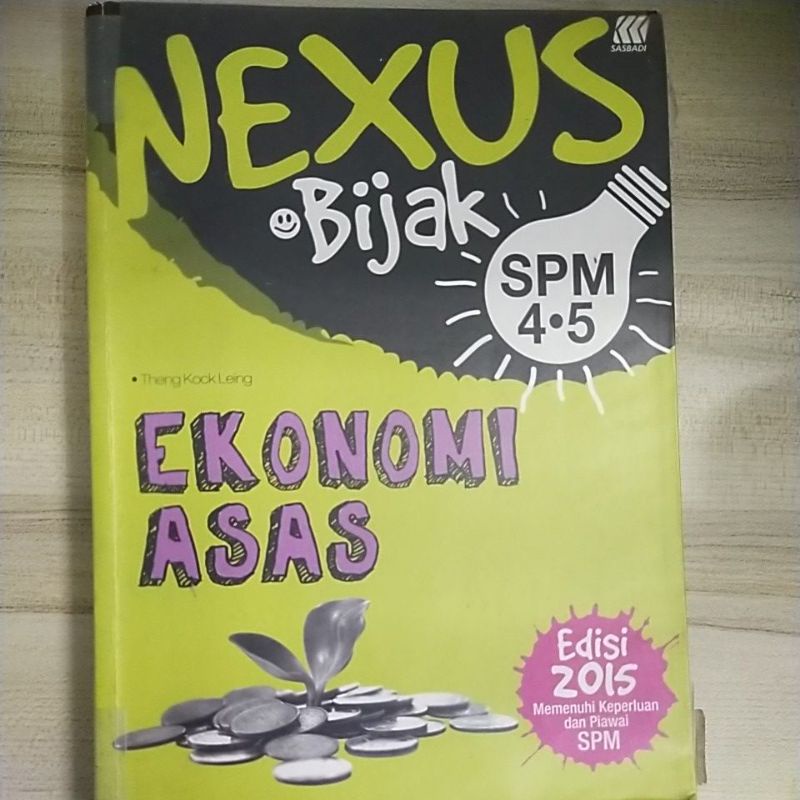 SASBADI
NEXUS
Bijak
SPM
4•5
• Theng Kock Leing
EKONOMI
ASAS
Edisi
2015
Memenuhi Keperluan
dan Piawai
SPM